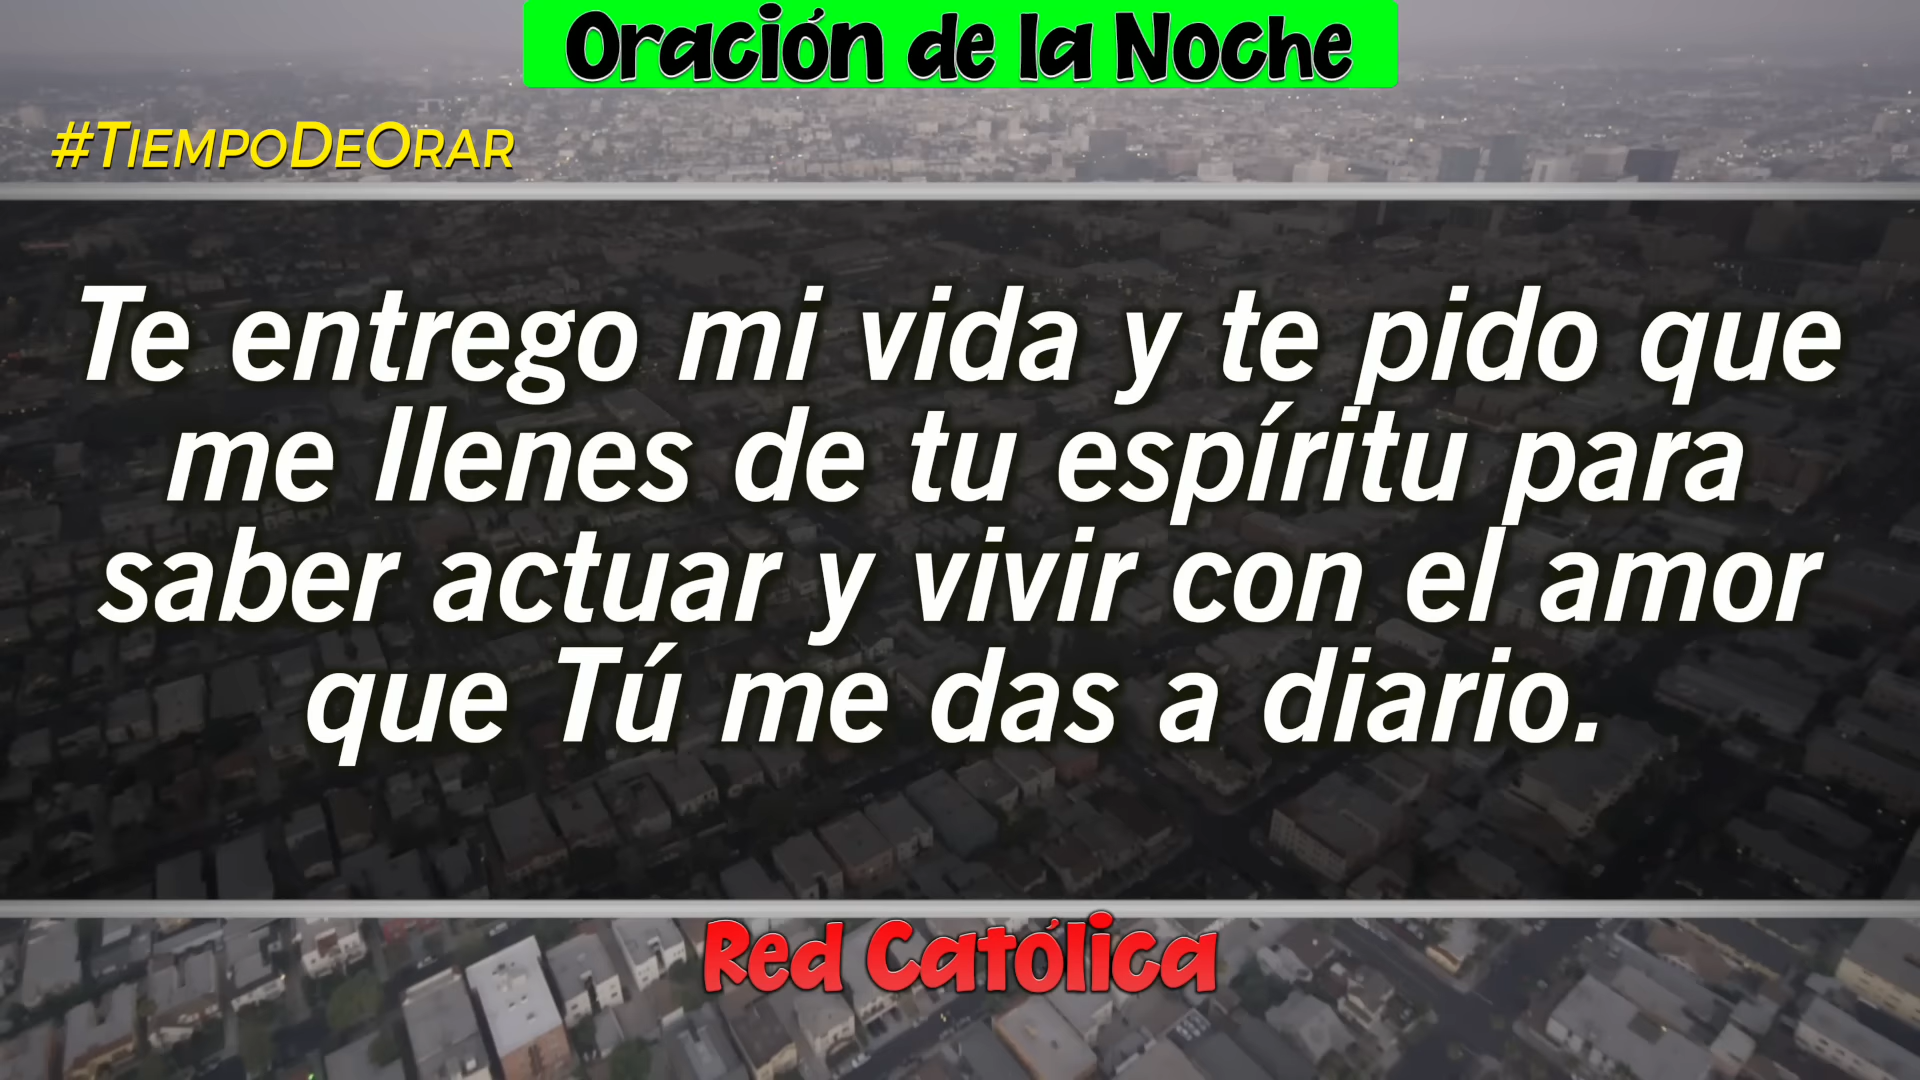 Oración de la Noche
#TiempoDeOrar
Te entrego mi vida y te pido que
me llenes de tu espíritu para
saber actuar y vivir con el amor
que Tú me das a diario.
Red Católica